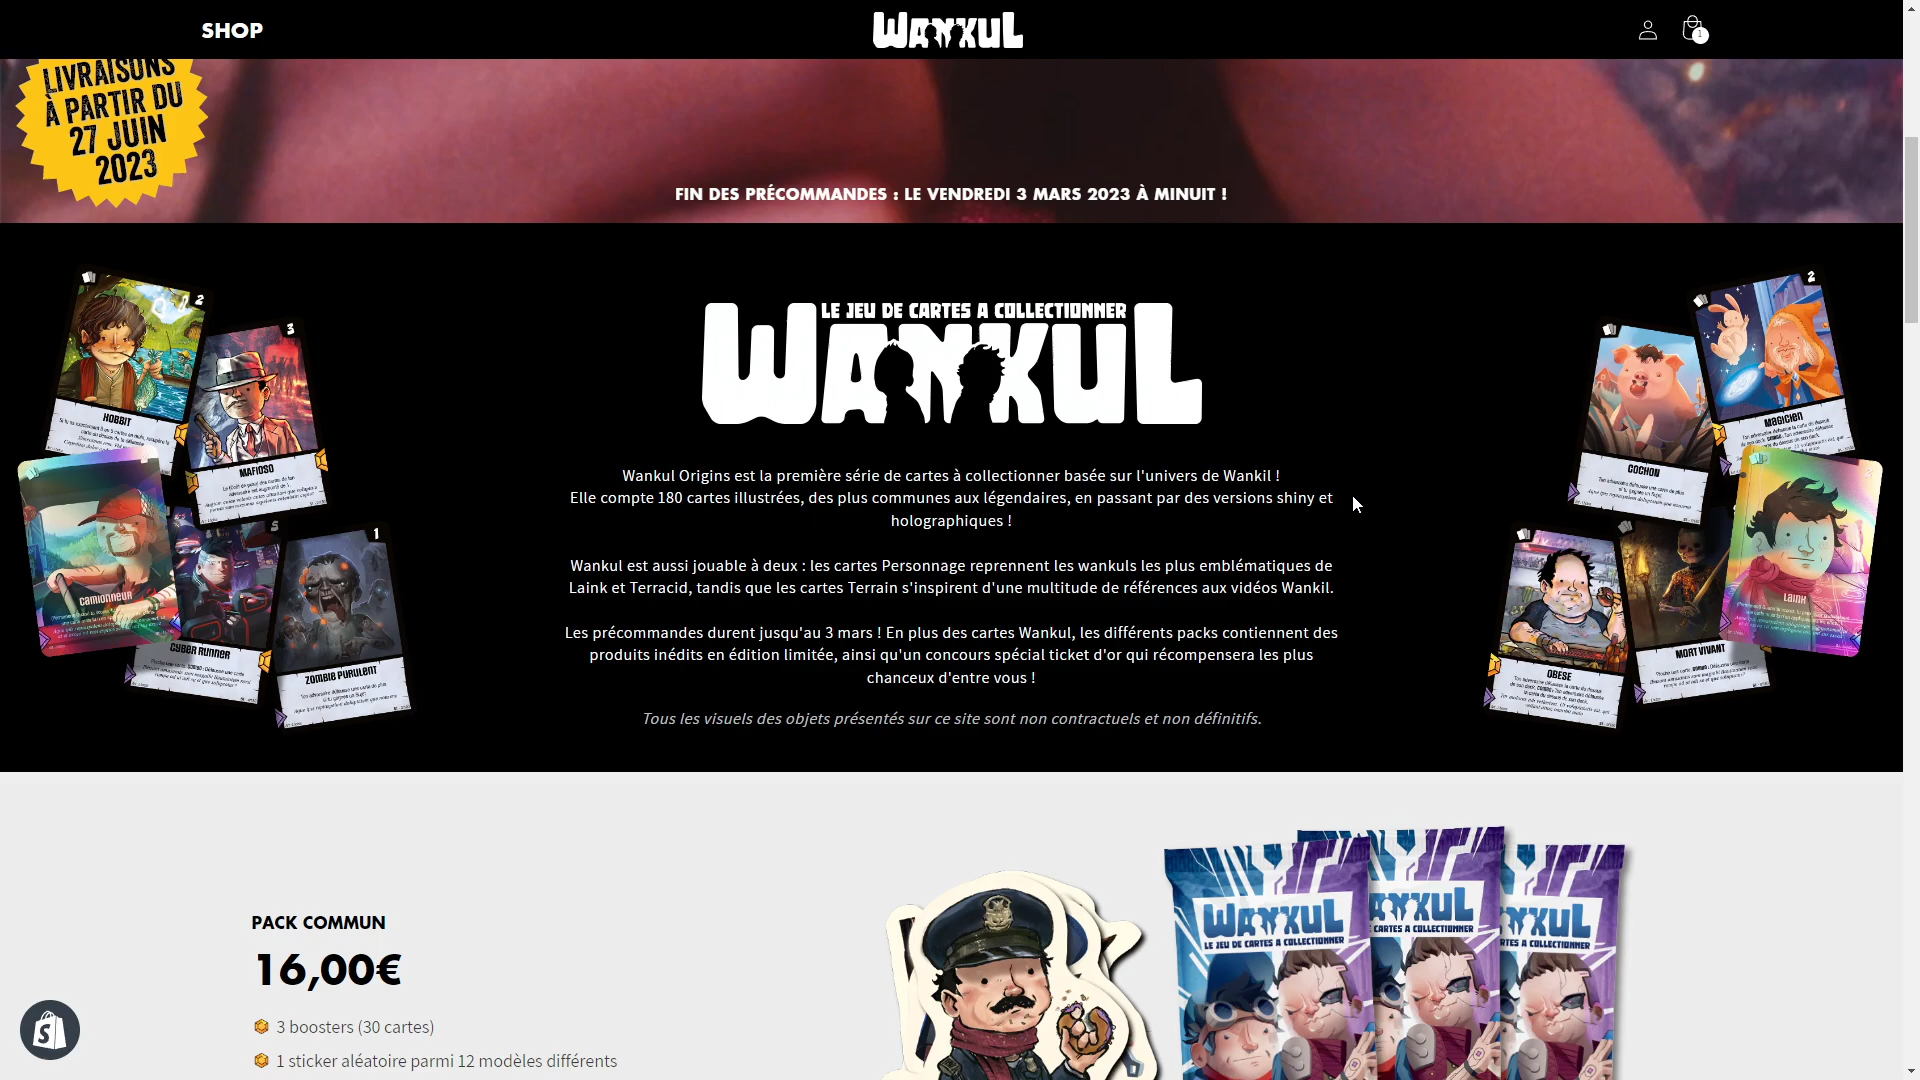 SHOP
WANKUL
1
LIVRAISONS
À PARTIR DU
27 JUIN
2023
FIN DES PRÉCOMMANDES : LE VENDREDI 3 MARS 2023 À MINUIT !
LE JEU DE CARTES A COLLECTIONNER
WANKUL
Wankul Origins est la première série de cartes à collectionner basée sur l'univers de Wankil !
Elle compte 180 cartes illustrées, des plus communes aux légendaires, en passant par des versions shiny et
holographiques !
Wankul est aussi jouable à deux : les cartes Personnage reprennent les wankuls les plus emblématiques de
Laink et Terracid, tandis que les cartes Terrain s'inspirent d'une multitude de références aux vidéos Wankil.
Les précommandes durent jusqu'au 3 mars ! En plus des cartes Wankul, les différents packs contiennent des
produits inédits en édition limitée, ainsi qu'un concours spécial ticket d'or qui récompensera les plus
chanceux d'entre vous !
Tous les visuels des objets présentés sur ce site sont non contractuels et non définitifs.
2
HOBBIT
3
MAFIOSO
CAMIONNEUR
CYBER RUNNER
1
ZOMBIE PURULENT
2
MAGICIEN
COCHON
LAINK
MORT VIVANT
OBESE
PACK COMMUN
16,00€
3 boosters (30 cartes)
1 sticker aléatoire parmi 12 modèles différents
WANKUL
LE JEU DE CARTES A COLLECTIONNER